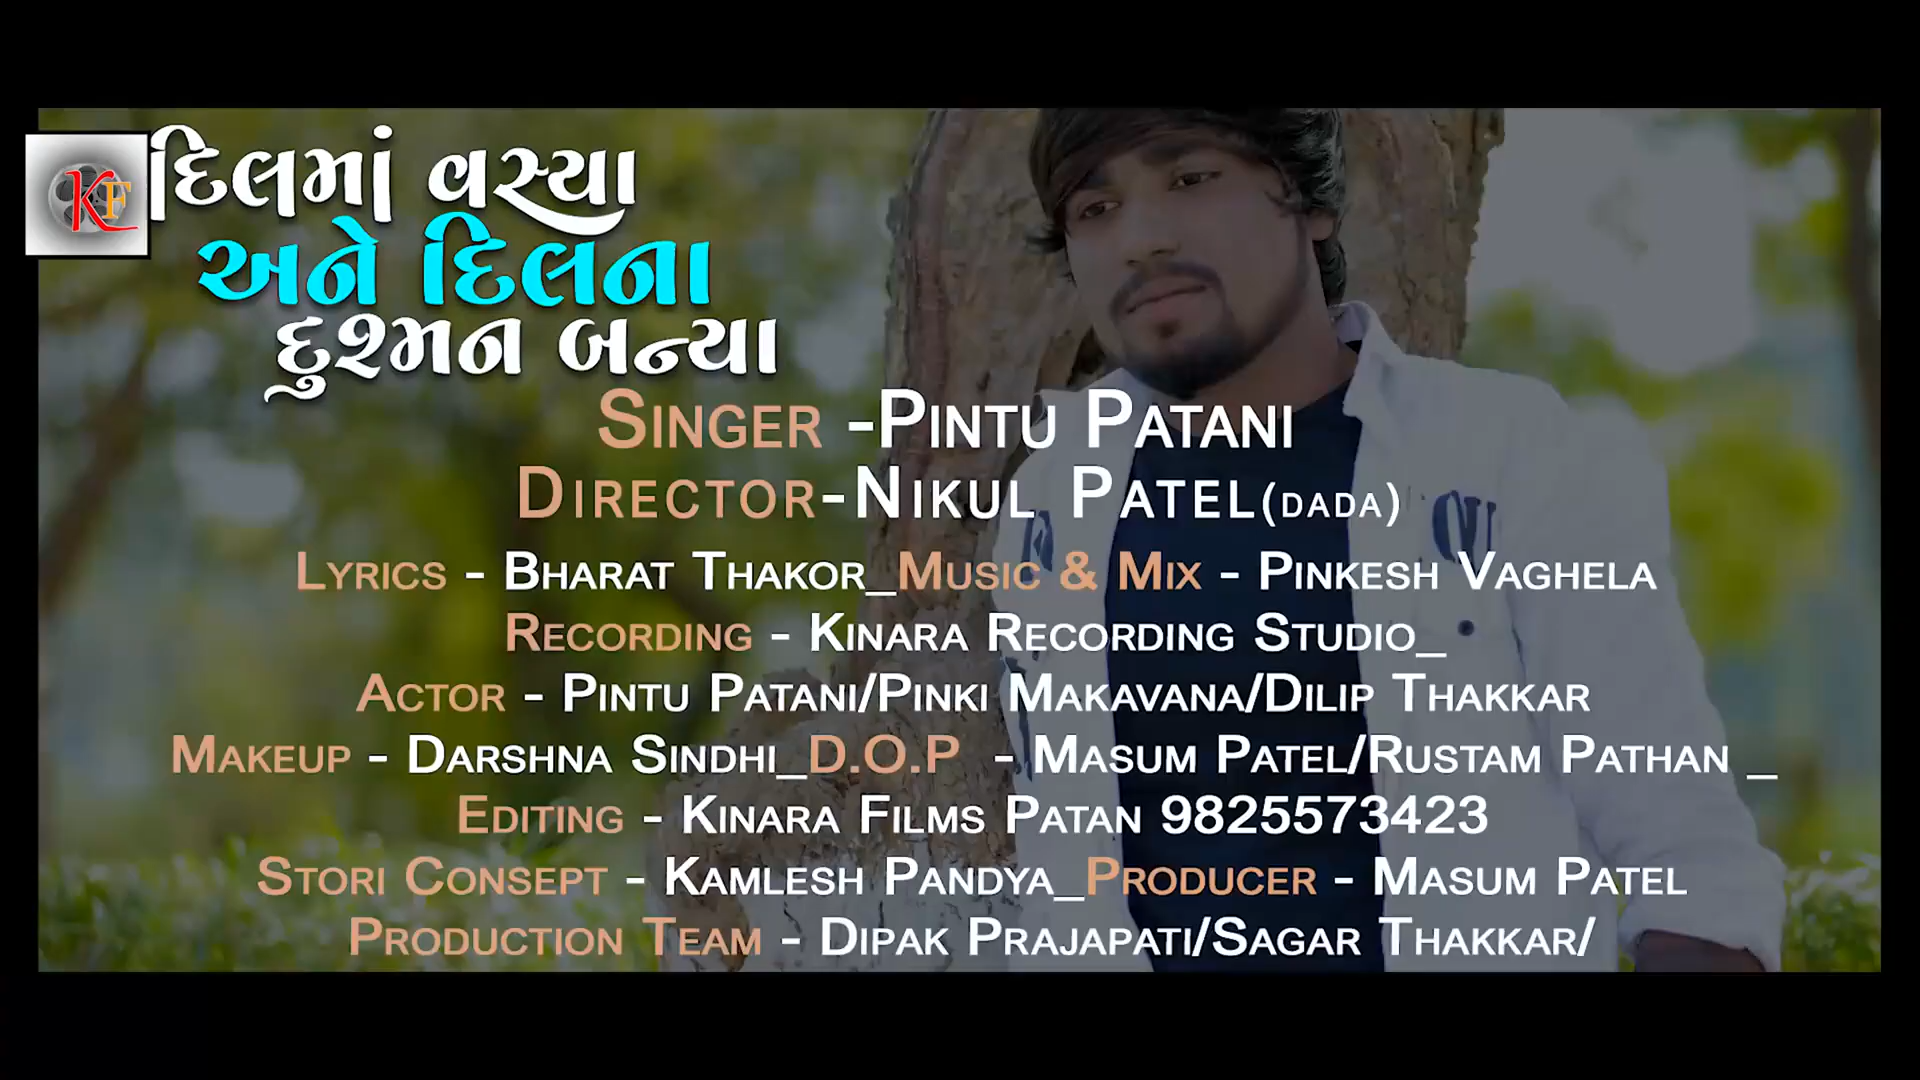 KF
દિલમાં વસ્યા
અને દિલના
દુશ્મન બન્યા
SINGER -PINTU PATANI
DIRECTOR-NIKUL PATEL(DADA)
LYRICS - BHARAT THAKOR_MUSIC & MIX - PINKESH VAGHELA
RECORDING - KINARA RECORDING STUDIO_
ACTOR - PINTU PATANI/PINKI MAKAVANA/DILIP THAKKAR
MAKEUP - DARSHNA SINDHI_D.O.P - MASUM PATEL/RUSTAM PATHAN _
EDITING - KINARA FILMS PATAN 9825573423
STORI CONSEPT - KAMLESH PANDYA_PRODUCER - MASUM PATEL
PRODUCTION TEAM - DIPAK PRAJAPATI/SAGAR THAKKAR/